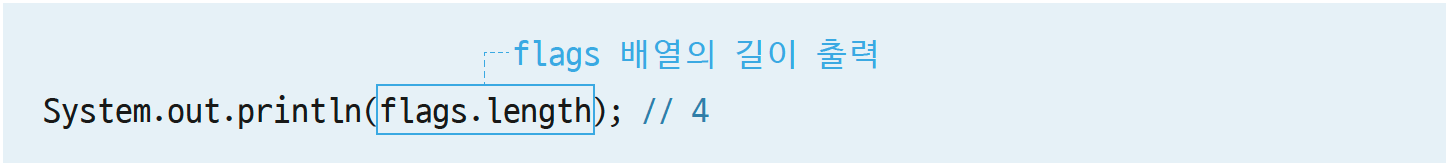 flags 배열의 길이 출력
System.out.println(flags.length); // 4